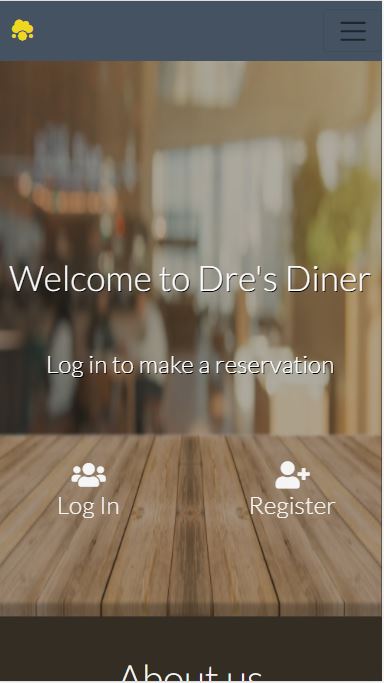 Welcome to Dre's Diner
Log in to make a reservation
Log In
Register
About us